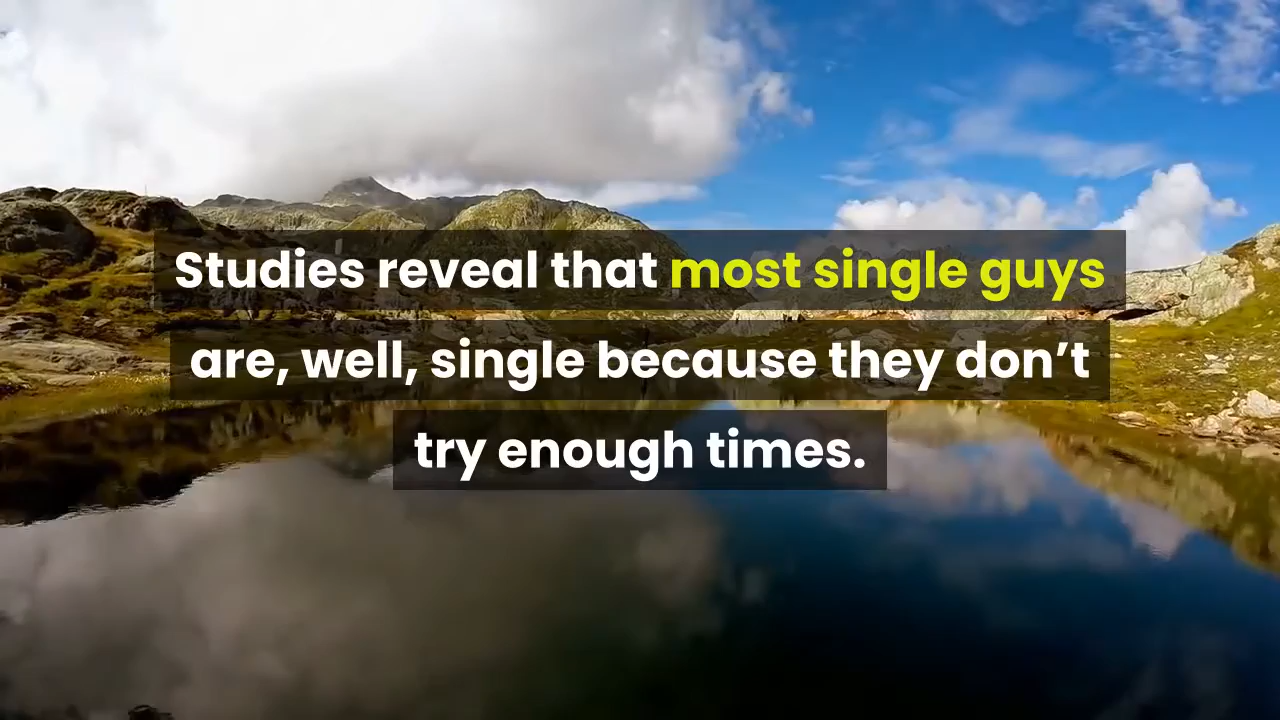 Studies reveal that most single guys
are, well, single because they don’t
try enough times.